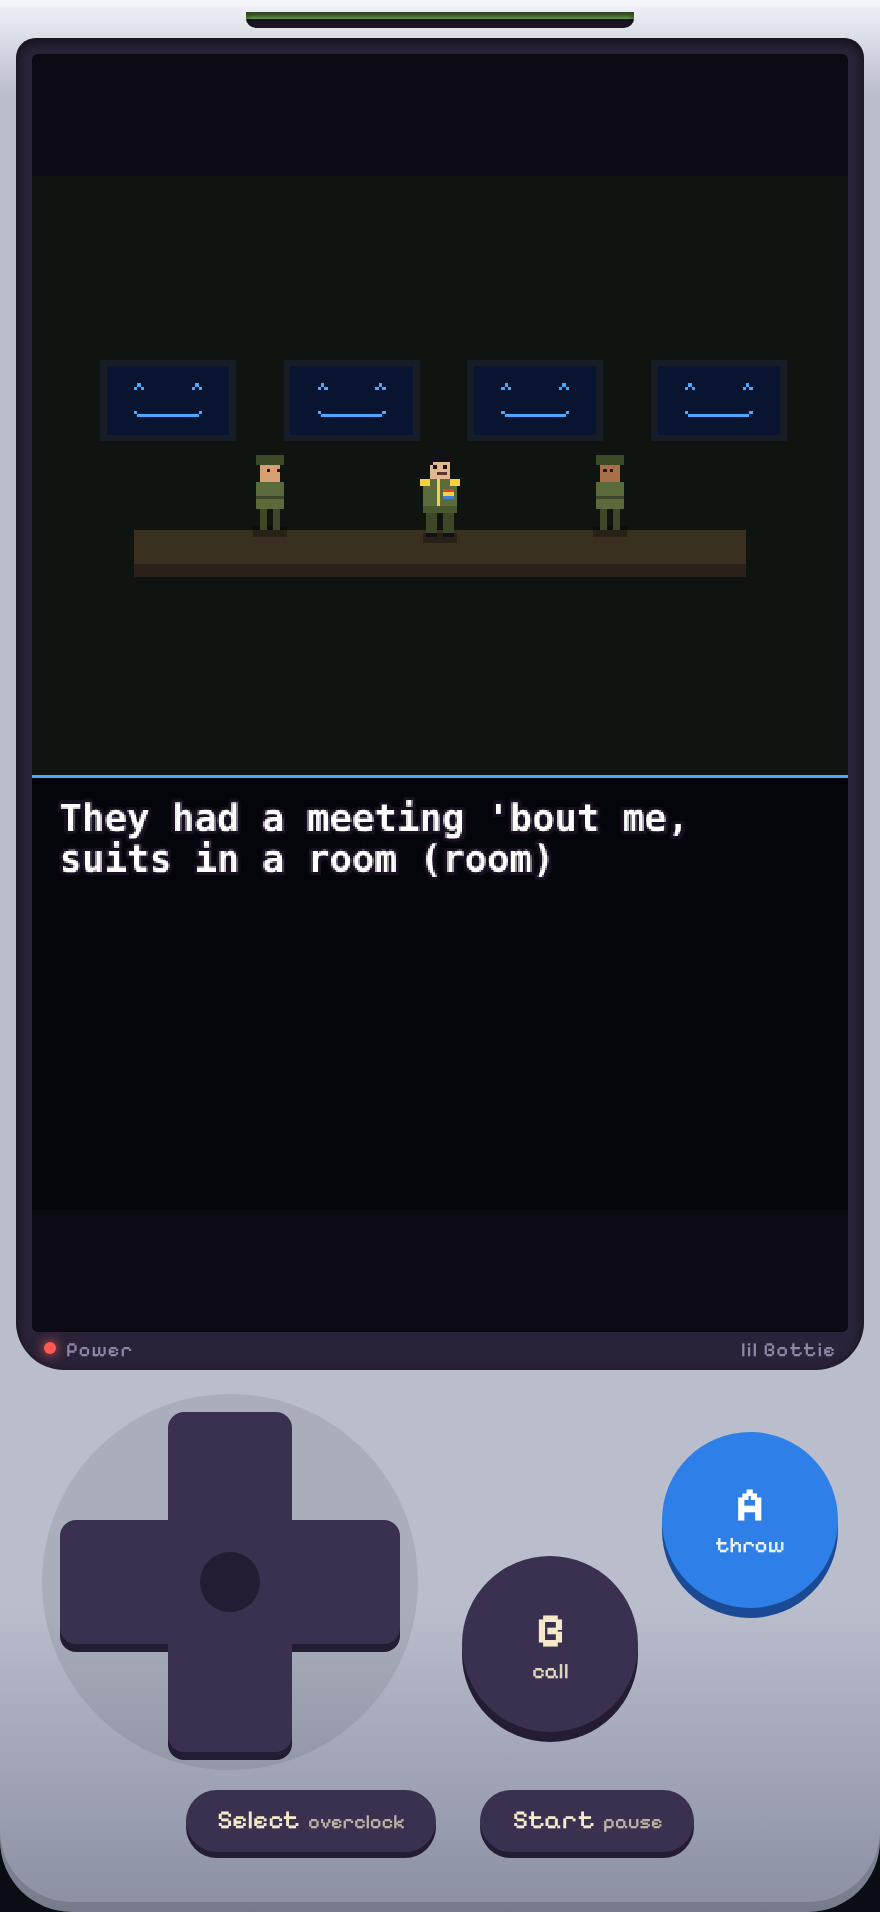 They had a meeting 'bout me,
suits in a room (room)
Power
lil Bottie
A
throw
B
call
Select overclock
Start pause